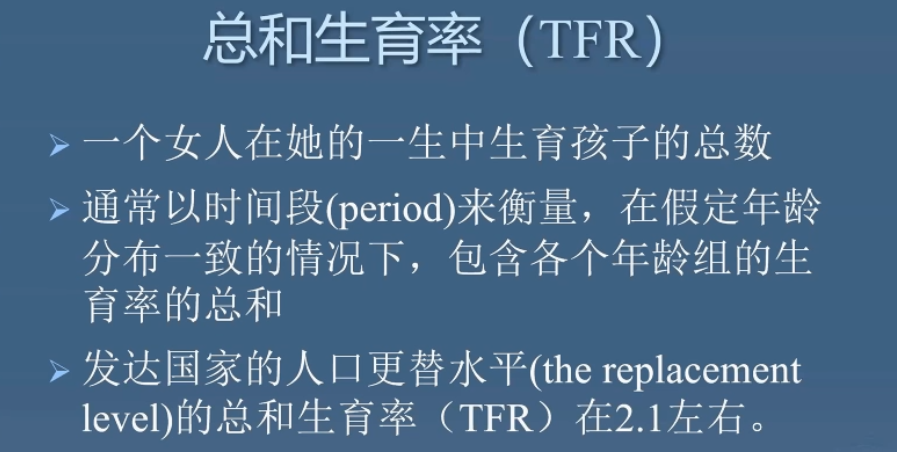 总和生育率（TFR）
一个女人在她的一生中生育孩子的总数
通常以时间段(period)来衡量，在假定年龄
分布一致的情况下，包含各个年龄组的生
育率的总和
发达国家的人口更替水平(the replacement
level)的总和生育率（TFR）在2.1左右。